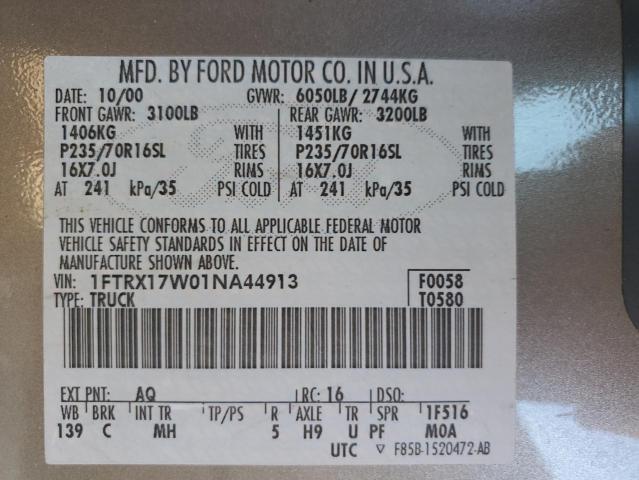 MFD. BY FORD MOTOR CO. IN U.S.A.
DATE: 10/00 GVWR: 6050LB/ 2744KG
FRONT GAWR: 3100LB REAR GAWR: 3200LB
1406KG WITH 1451KG WITH
P235/70R16SL TIRES P235/70R16SL TIRES
16X7.0J RIMS 16X7.0J RIMS
AT 241 kPa/35 PSI COLD AT 241 kPa/35 PSI COLD
THIS VEHICLE CONFORMS TO ALL APPLICABLE FEDERAL MOTOR
VEHICLE SAFETY STANDARDS IN EFFECT ON THE DATE OF
MANUFACTURE SHOWN ABOVE.
VIN: 1FTRX17W01NA44913 F0058
TYPE: TRUCK T0580
EXT PNT: AQ RC: 16 DSO:
WB BRK INT TR TP/PS R AXLE TR SPR 1F516
139 C MH 5 H9 U PF M0A
UTC ▽ F85B-1520472-AB